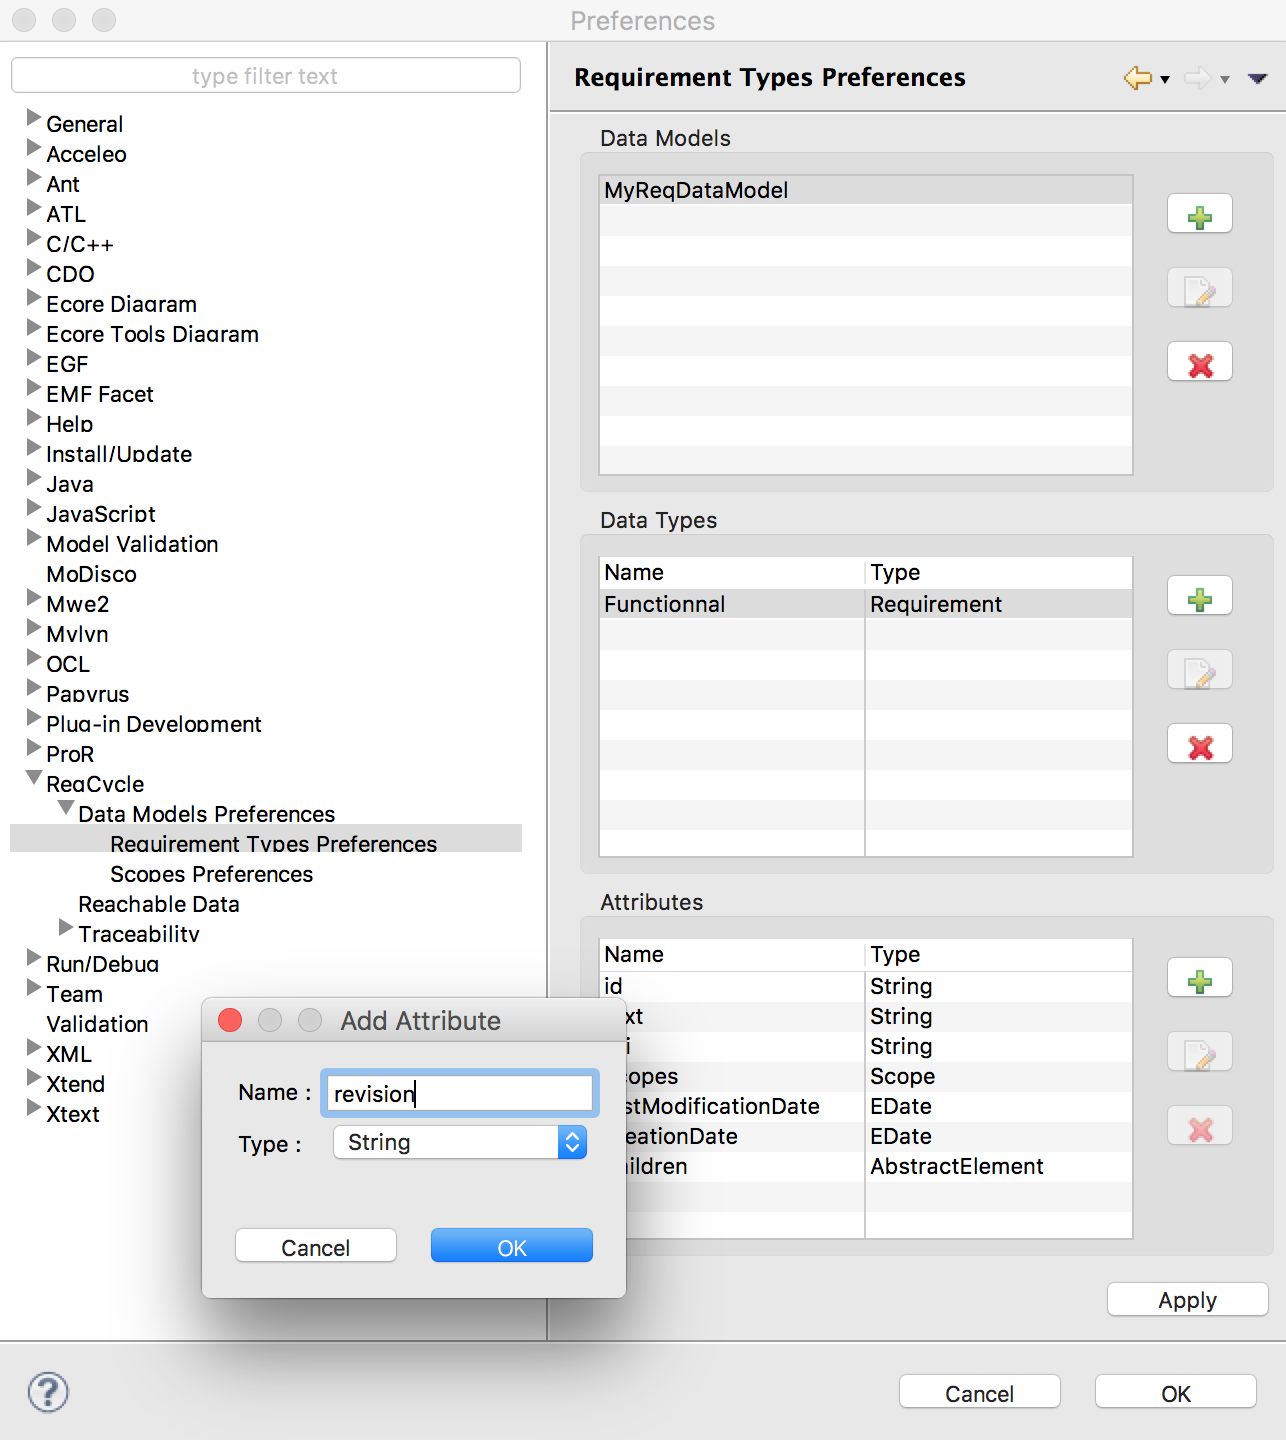 Preferences
type filter text
General
Acceleo
Ant
ATL
C/C++
CDO
Ecore Diagram
Ecore Tools Diagram
EGF
EMF Facet
Help
Install/Update
Java
JavaScript
Model Validation
MoDisco
Mwe2
Mylyn
OCL
Papyrus
Plug-in Development
ProR
ReqCycle
Data Models Preferences
Requirement Types Preferences
Scopes Preferences
Reachable Data
Traceability
Run/Debug
Team
Validation
XML
Xtend
Xtext
Requirement Types Preferences
Data Models
MyReqDataModel
Data Types
Name Type
Functionnal Requirement
Attributes
Name Type
id String
xt String
i String
copes Scope
stModificationDate EDate
eationDate EDate
ildren AbstractElement
Apply
Add Attribute
Name : revision
Type : String
Cancel OK
?
Cancel OK